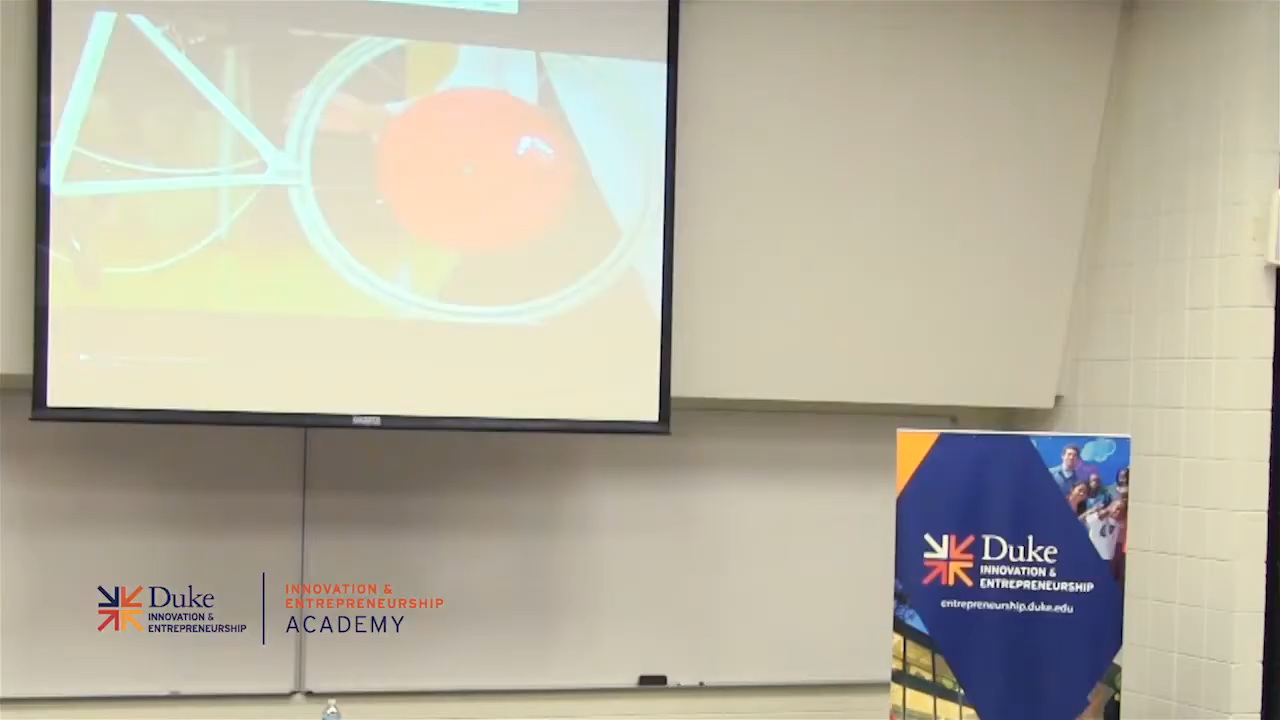 Duke
INNOVATION &
ENTREPRENEURSHIP
INNOVATION &
ENTREPRENEURSHIP
ACADEMY
Duke
INNOVATION &
ENTREPRENEURSHIP
entrepreneurship.duke.edu